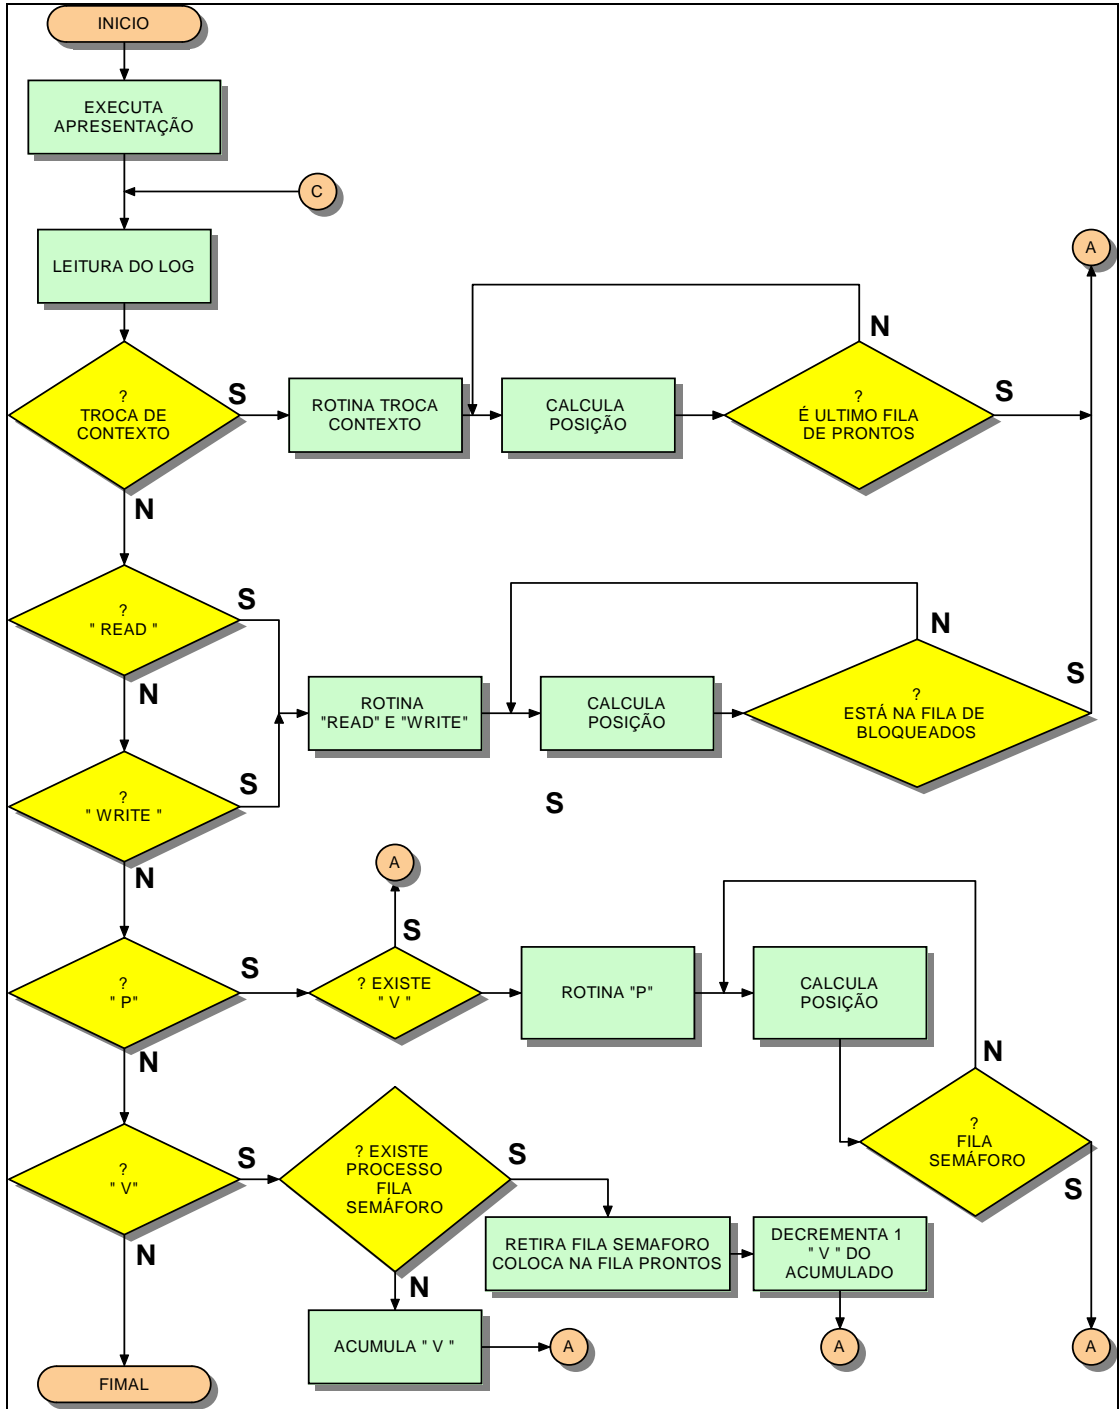 INICIO
EXECUTA
APRESENTAÇÃO
C
LEITURA DO LOG
A
N
?
TROCA DE
CONTEXTO
S
ROTINA TROCA
CONTEXTO
CALCULA
POSIÇÃO
?
É ULTIMO FILA
DE PRONTOS
S
N
?
" READ "
S
N
N
ROTINA
"READ" E "WRITE"
CALCULA
POSIÇÃO
?
ESTÁ NA FILA DE
BLOQUEADOS
S
?
" WRITE "
S
S
N
A
S
?
" P"
S
? EXISTE
" V "
ROTINA "P"
CALCULA
POSIÇÃO
N
N
?
FILA
SEMÁFORO
S
?
" V"
S
? EXISTE
PROCESSO
FILA
SEMÁFORO
S
N
RETIRA FILA SEMAFORO
COLOCA NA FILA PRONTOS
DECREMENTA 1
" V " DO
ACUMULADO
N
ACUMULA " V "
A
A
A
FIMAL